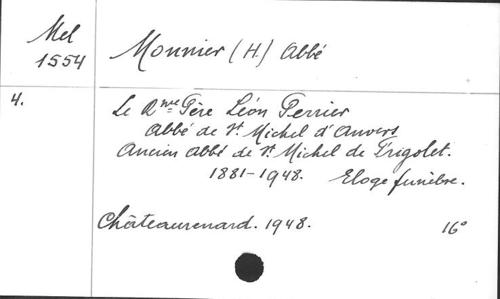 Mel
1554
Monnier (H.) Abbé
4.
Le Rme Père Léon Perrier
Abbé de St Michel d'Anvers
Ancien abbé de St Michel de Frigolet.
1881-1948. Eloge funèbre.
Châteaurenard. 1948. 16°